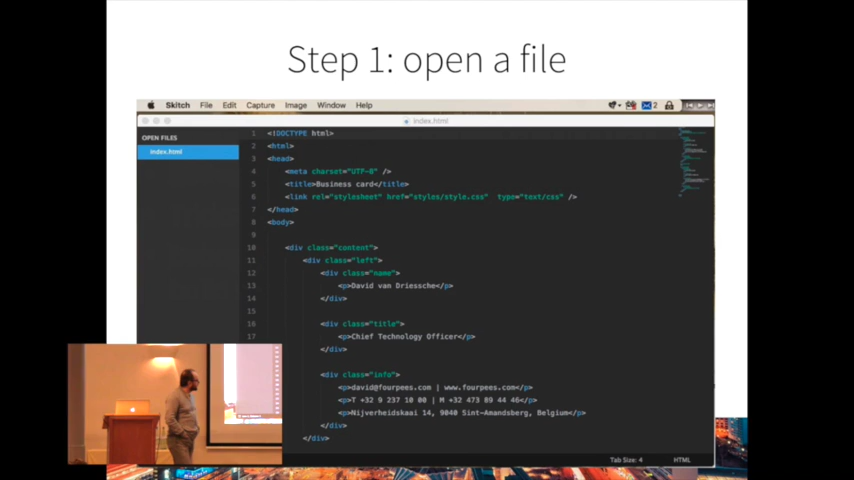 Step 1: open a file
Skitch File Edit Capture Image Window Help 2
index.html
OPEN FILES
index.html
1 <!DOCTYPE html>
2 <html>
3 <head>
4 <meta charset="UTF-8" />
5 <title>Business card</title>
6 <link rel="stylesheet" href="styles/style.css" type="text/css" />
7 </head>
8 <body>
9
10 <div class="content">
11 <div class="left">
12 <div class="name">
13 <p>David van Driessche</p>
14 </div>
15
16 <div class="title">
17 <p>Chief Technology Officer</p>
</div>
<div class="info">
<p>david@fourpees.com | www.fourpees.com</p>
<p>T +32 9 237 10 00 | M +32 473 89 44 46</p>
<p>Nijverheidskaai 14, 9040 Sint-Amandsberg, Belgium</p>
</div>
</div>
Tab Size: 4 HTML